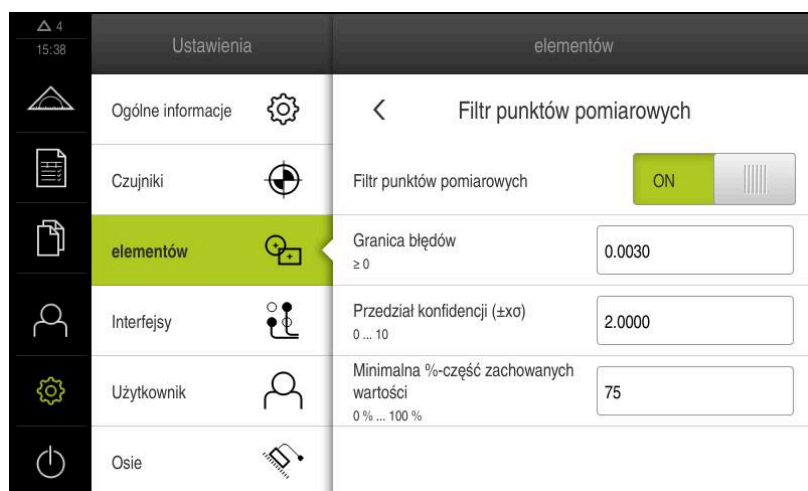 4
15:38
Ustawienia
elementów
Ogólne informacje
Czujniki
elementów
Interfejsy
Użytkownik
Osie
Filtr punktów pomiarowych
Filtr punktów pomiarowych
ON
Granica błędów
≥ 0
0.0030
Przedział konfidencji (±xσ)
0 ... 10
2.0000
Minimalna %-część zachowanych
wartości
0 % ... 100 %
75